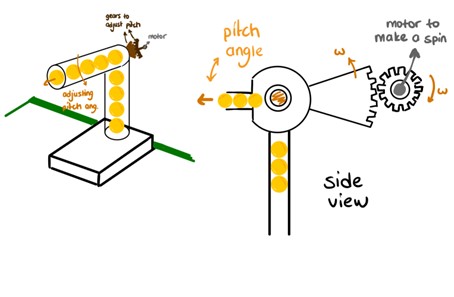 gears to
adjust pitch
motor
adjusting
pitch ang.
pitch
angle
ω
motor to
make a spin
ω
side
view